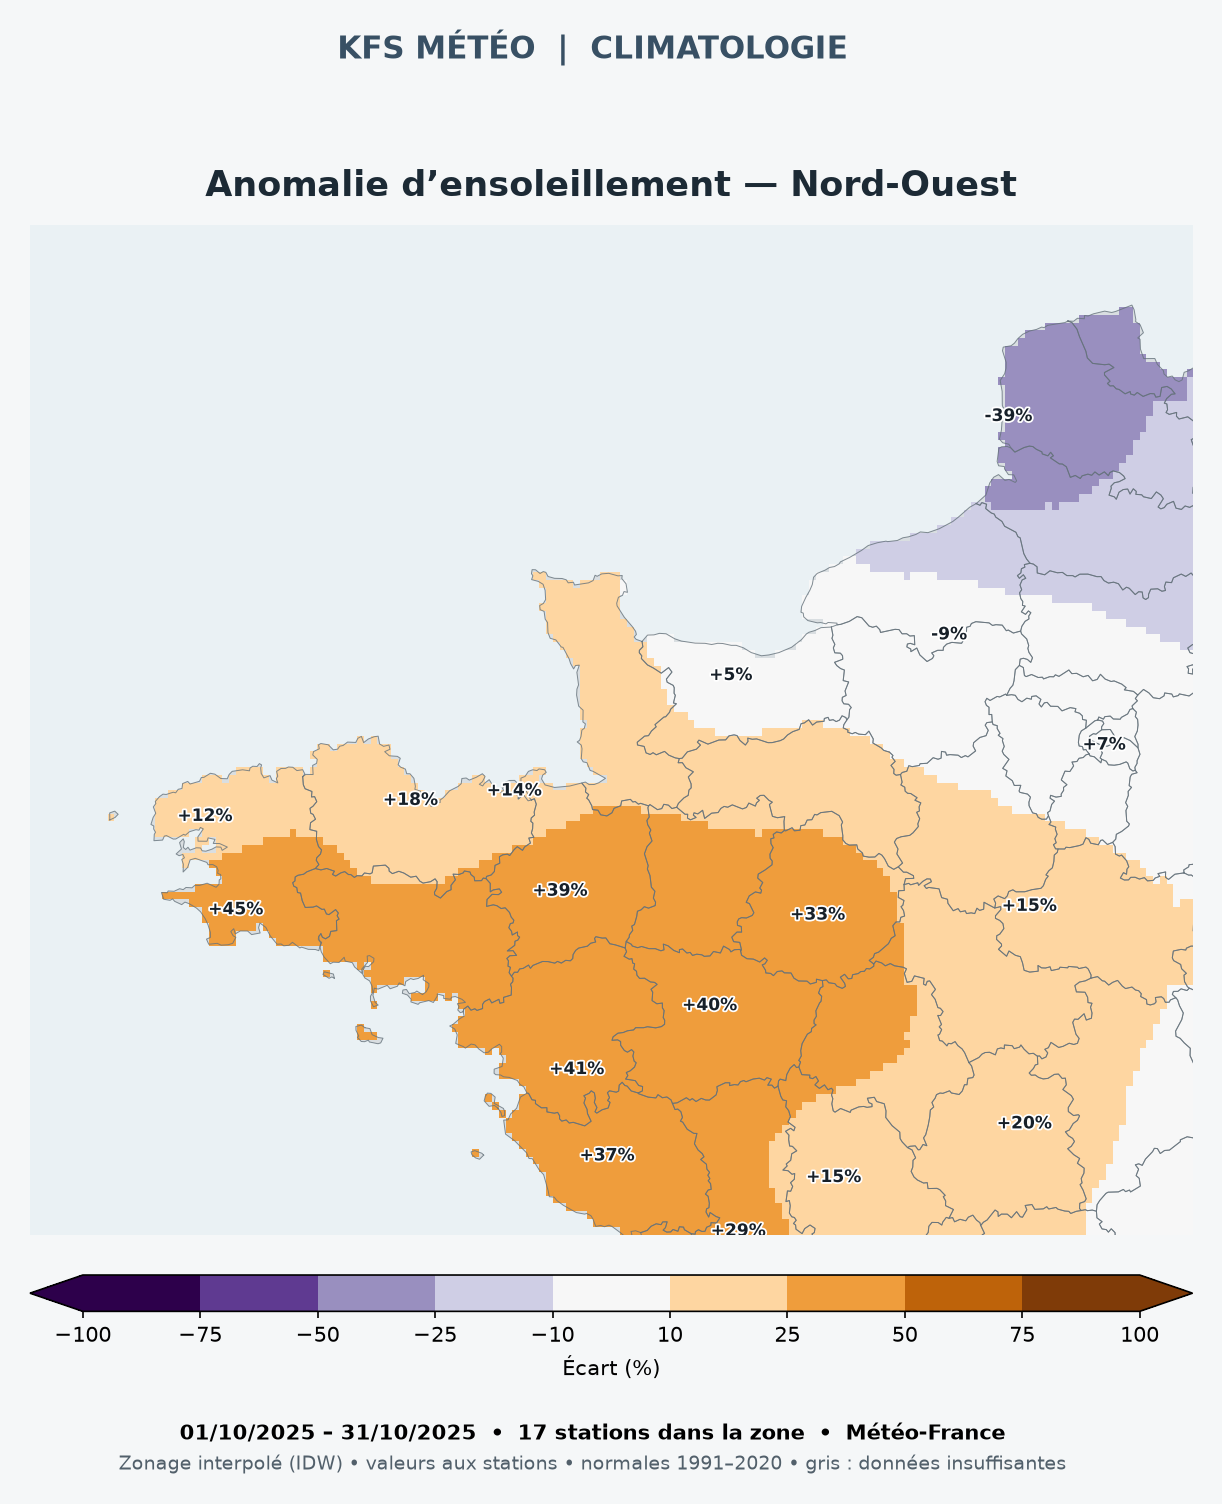 KFS MÉTÉO | CLIMATOLOGIE
Anomalie d’ensoleillement — Nord-Ouest
-39%
-9%
+5%
+7%
+14%
+18%
+12%
+39%
+15%
+45%
+33%
+40%
+41%
+20%
+37%
+15%
+29%
−100 −75 −50 −25 −10 10 25 50 75 100
Écart (%)
01/10/2025 – 31/10/2025 • 17 stations dans la zone • Météo-France
Zonage interpolé (IDW) • valeurs aux stations • normales 1991–2020 • gris : données insuffisantes